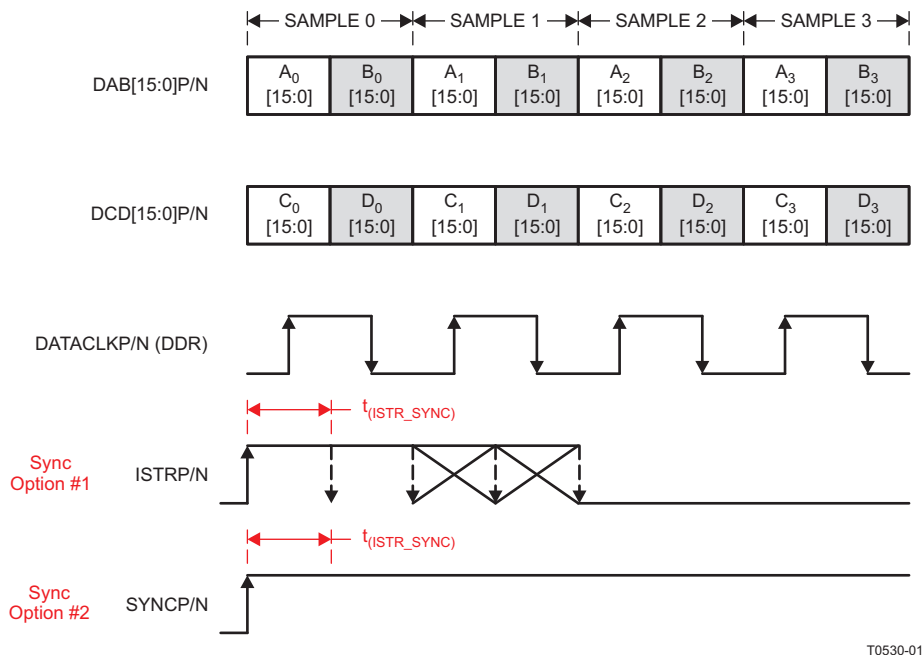 SAMPLE 0 SAMPLE 1 SAMPLE 2 SAMPLE 3
DAB[15:0]P/N
A0 B0 A1 B1 A2 B2 A3 B3
[15:0] [15:0] [15:0] [15:0] [15:0] [15:0] [15:0] [15:0]
DCD[15:0]P/N
C0 D0 C1 D1 C2 D2 C3 D3
[15:0] [15:0] [15:0] [15:0] [15:0] [15:0] [15:0] [15:0]
DATACLKP/N (DDR)
t(ISTR_SYNC)
Sync
Option #1
ISTRP/N
t(ISTR_SYNC)
Sync
Option #2
SYNCP/N
T0530-01